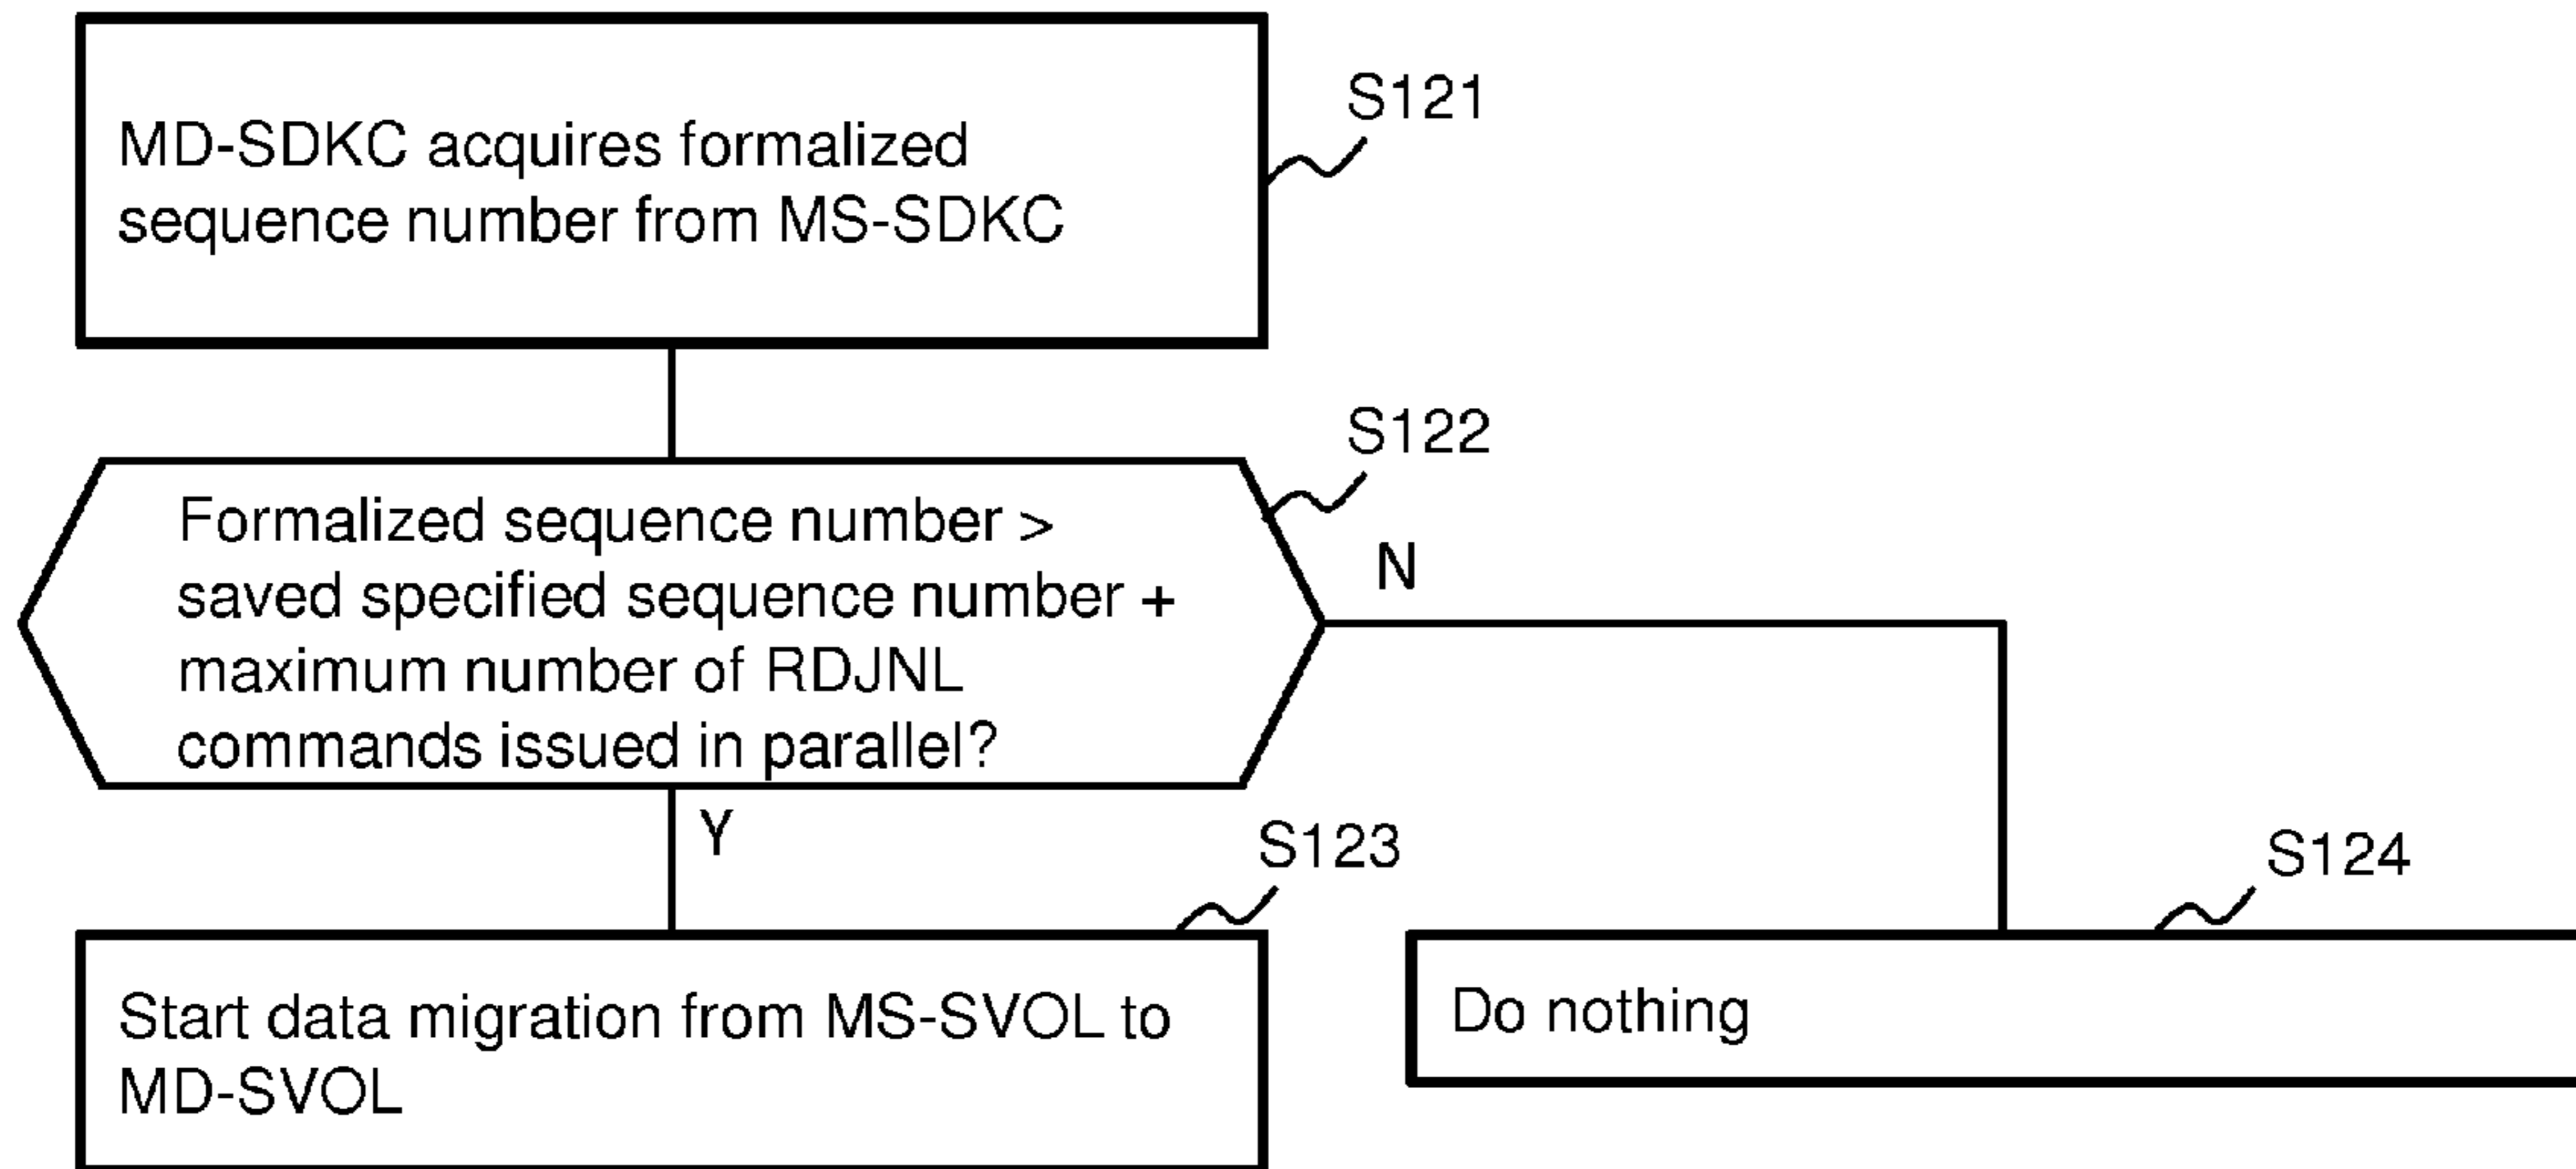 MD-SDKC acquires formalized
sequence number from MS-SDKC
S121
Formalized sequence number >
saved specified sequence number +
maximum number of RDJNL
commands issued in parallel?
S122
N
Y
S123
Start data migration from MS-SVOL to
MD-SVOL
S124
Do nothing